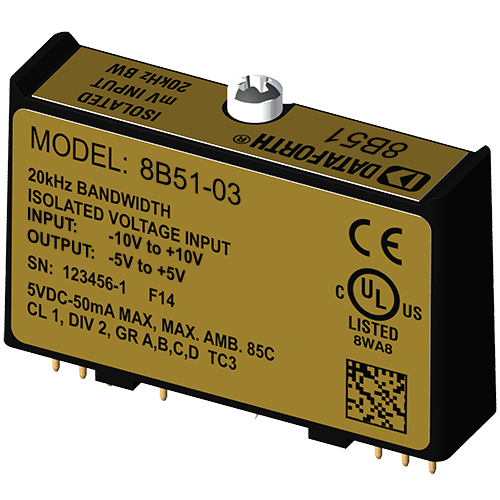 ISOLATED
mV INPUT
20kHz BW
DATAFORTH®
8B51
MODEL: 8B51-03
20kHz BANDWIDTH
ISOLATED VOLTAGE INPUT
INPUT: -10V to +10V
OUTPUT: -5V to +5V
SN: 123456-1 F14
5VDC-50mA MAX, MAX. AMB. 85C
CL 1, DIV 2, GR A,B,C,D TC3
CE
C UL US
LISTED
8WA8